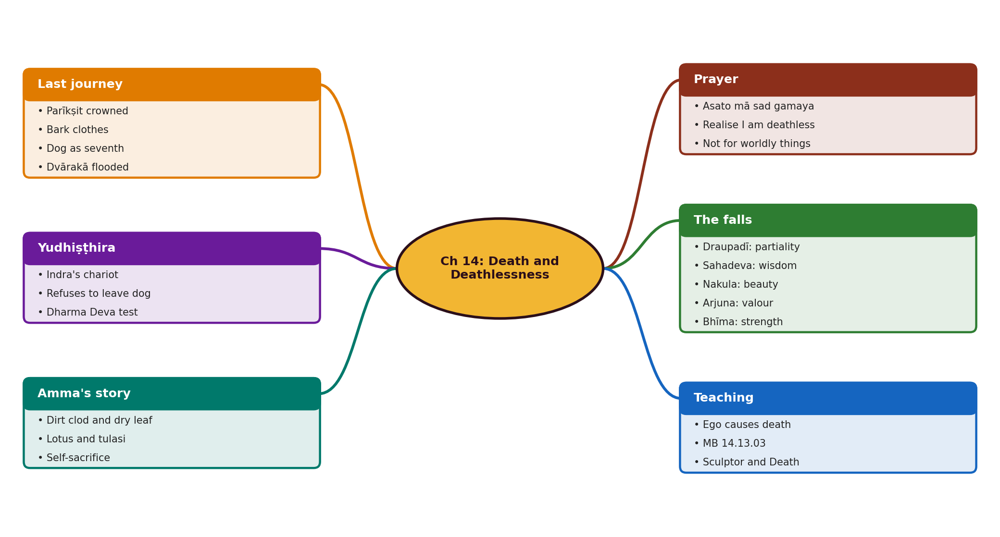 Last journey
• Parīkṣit crowned
• Bark clothes
• Dog as seventh
• Dvārakā flooded
Yudhiṣṭhira
• Indra's chariot
• Refuses to leave dog
• Dharma Deva test
Amma's story
• Dirt clod and dry leaf
• Lotus and tulasi
• Self-sacrifice
Ch 14: Death and
Deathlessness
Prayer
• Asato mā sad gamaya
• Realise I am deathless
• Not for worldly things
The falls
• Draupadī: partiality
• Sahadeva: wisdom
• Nakula: beauty
• Arjuna: valour
• Bhīma: strength
Teaching
• Ego causes death
• MB 14.13.03
• Sculptor and Death